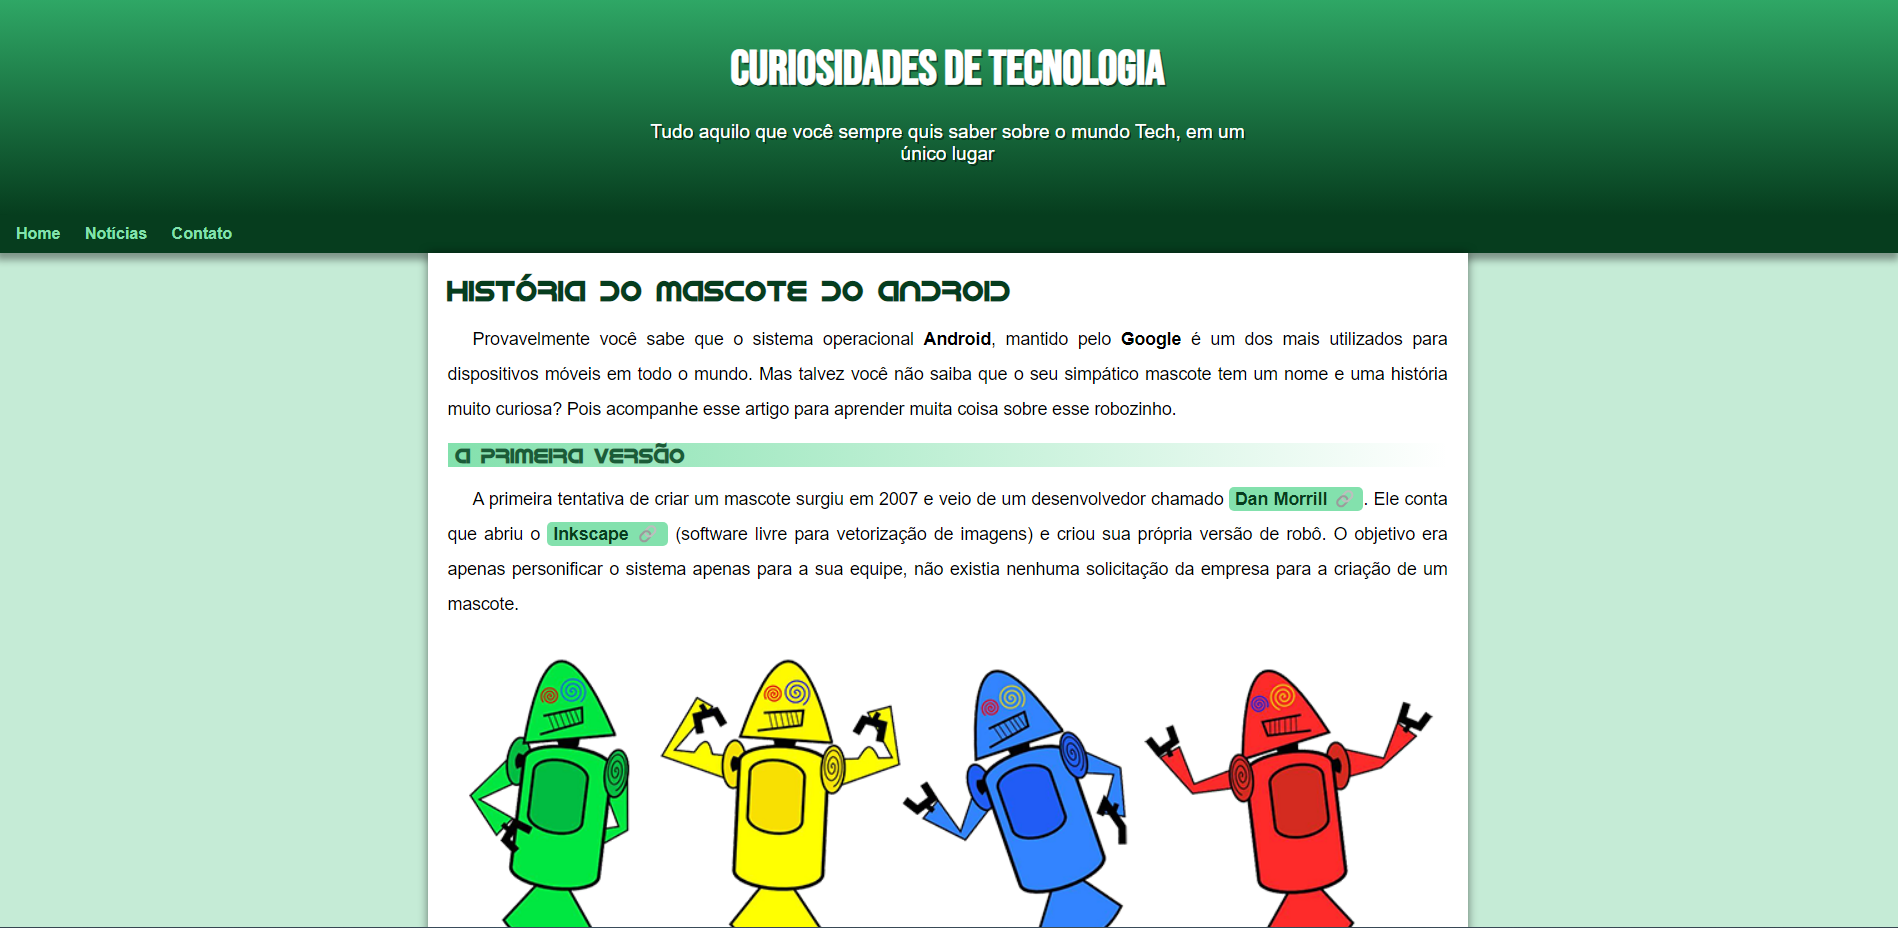 CURIOSIDADES DE TECNOLOGIA
Tudo aquilo que você sempre quis saber sobre o mundo Tech, em um
único lugar
Home Notícias Contato
HISTÓRIA DO MASCOTE DO ANDROID
Provavelmente você sabe que o sistema operacional Android, mantido pelo Google é um dos mais utilizados para
dispositivos móveis em todo o mundo. Mas talvez você não saiba que o seu simpático mascote tem um nome e uma história
muito curiosa? Pois acompanhe esse artigo para aprender muita coisa sobre esse robozinho.
A PRIMEIRA VERSÃO
A primeira tentativa de criar um mascote surgiu em 2007 e veio de um desenvolvedor chamado Dan Morrill. Ele conta
que abriu o Inkscape (software livre para vetorização de imagens) e criou sua própria versão de robô. O objetivo era
apenas personificar o sistema apenas para a sua equipe, não existia nenhuma solicitação da empresa para a criação de um
mascote.